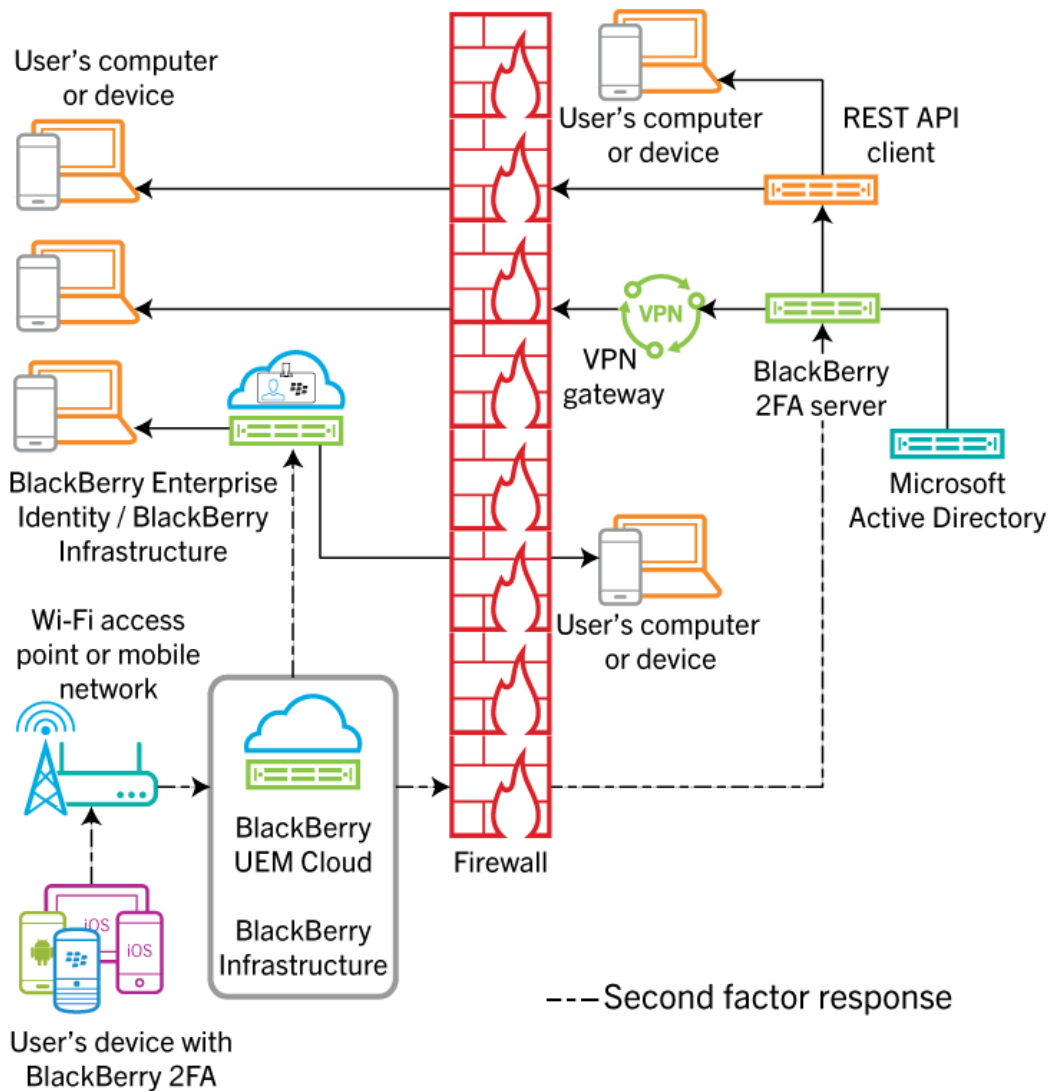 User's computer
or device
User's computer
or device
REST API
client
VPN
VPN
gateway
BlackBerry
2FA server
Microsoft
Active Directory
BlackBerry Enterprise
Identity / BlackBerry
Infrastructure
User's computer
or device
Wi-Fi access
point or mobile
network
BlackBerry
UEM Cloud
BlackBerry
Infrastructure
Firewall
iOS
iOS
Second factor response
User's device with
BlackBerry 2FA